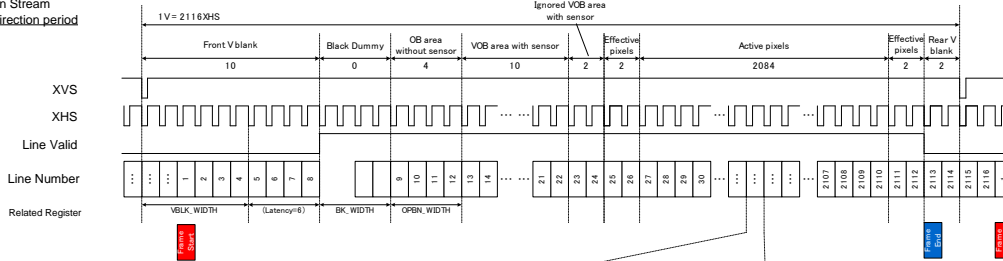 n Stream
irection period
1V= 2116XHS
Ignored VOB area
with sensor
Front V blank
Black Dummy
OB area
without sensor
VOB area with sensor
Effective
pixels
Active pixels
Effective
pixels
Rear V
blank
10
0
4
10
2
2
2084
2
2
XVS
XHS
... ...
... ...
... ...
Line Valid
Line Number
... ... ... 1 2 3 4 5 6 7 8 9 10 11 12 13 14 ... ... 21 22 23 24 25 26 27 28 29 30 ... ... ... ... ... ... 2107 2108 2109 2110 2111 2112 2113 2114 2115 2116 ...
Related Register
VBLK_WIDTH
(Latency=6)
BK_WIDTH
OPBN_WIDTH
Frame
Start
Frame
End
Frame